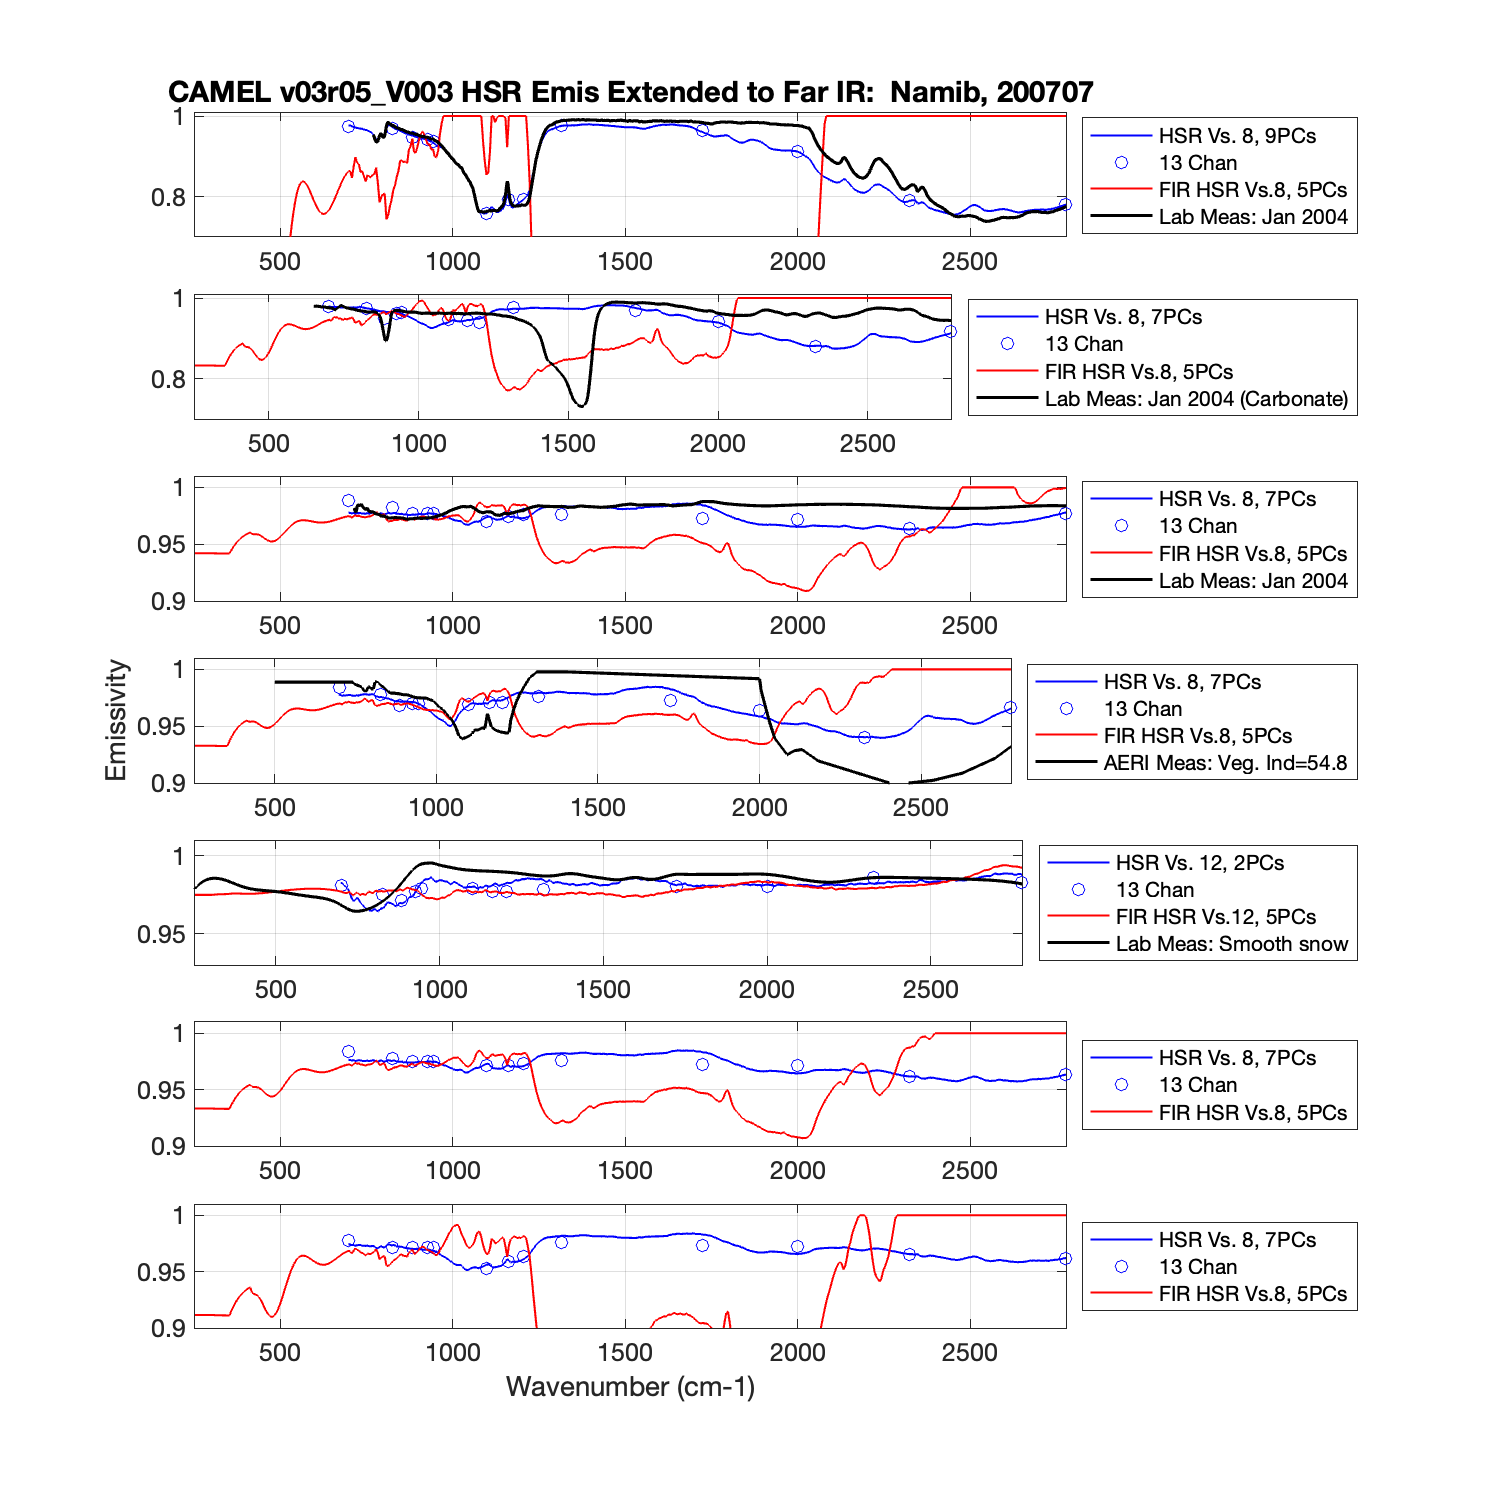 CAMEL v03r05_V003 HSR Emis Extended to Far IR:  Namib, 200707
1
0.8
500 1000 1500 2000 2500
HSR Vs. 8, 9PCs
13 Chan
FIR HSR Vs.8, 5PCs
Lab Meas: Jan 2004
1
0.8
500 1000 1500 2000 2500
HSR Vs. 8, 7PCs
13 Chan
FIR HSR Vs.8, 5PCs
Lab Meas: Jan 2004 (Carbonate)
1
0.95
0.9
500 1000 1500 2000 2500
HSR Vs. 8, 7PCs
13 Chan
FIR HSR Vs.8, 5PCs
Lab Meas: Jan 2004
Emissivity
1
0.95
0.9
500 1000 1500 2000 2500
HSR Vs. 8, 7PCs
13 Chan
FIR HSR Vs.8, 5PCs
AERI Meas: Veg. Ind=54.8
1
0.95
500 1000 1500 2000 2500
HSR Vs. 12, 2PCs
13 Chan
FIR HSR Vs.12, 5PCs
Lab Meas: Smooth snow
1
0.95
0.9
500 1000 1500 2000 2500
HSR Vs. 8, 7PCs
13 Chan
FIR HSR Vs.8, 5PCs
1
0.95
0.9
500 1000 1500 2000 2500
HSR Vs. 8, 7PCs
13 Chan
FIR HSR Vs.8, 5PCs
Wavenumber (cm-1)